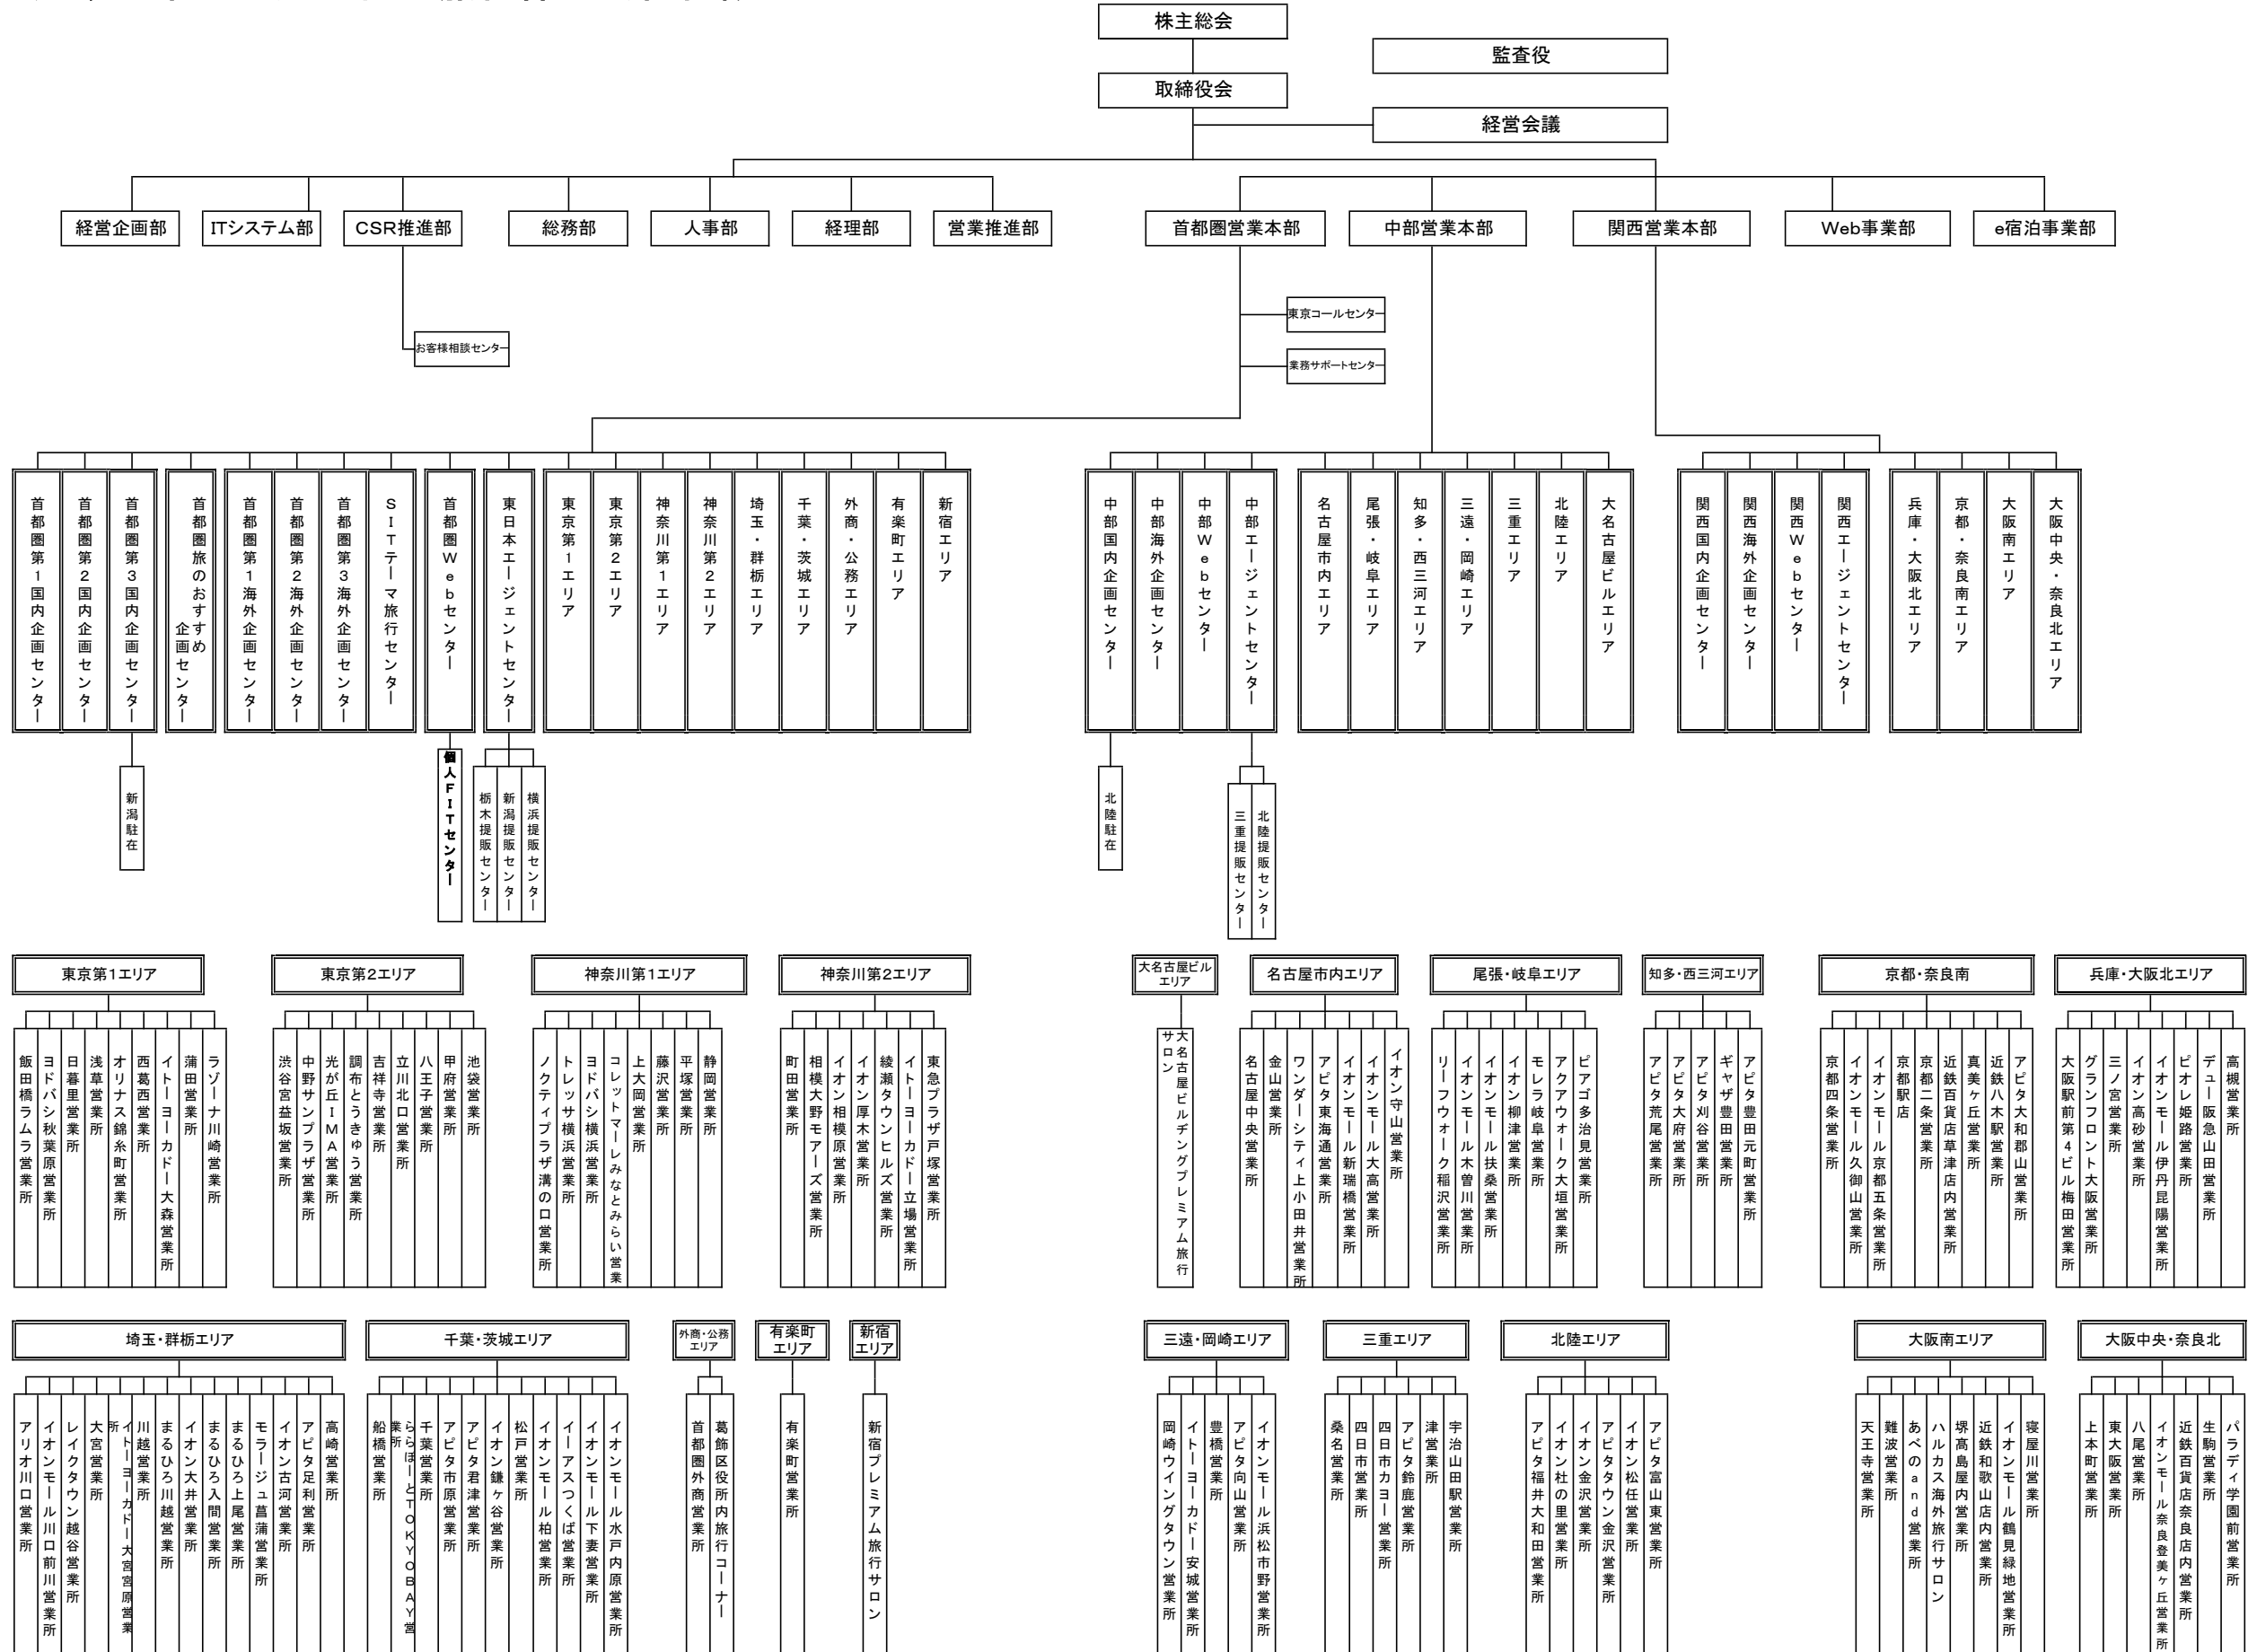 株主総会
監査役
取締役会
経営会議
経営企画部
ITシステム部
CSR推進部
総務部
人事部
経理部
営業推進部
首都圏営業本部
中部営業本部
関西営業本部
Web事業部
e宿泊事業部
東京コールセンター
お客様相談センター
業務サポートセンター
首都圏第1国内企画センター
首都圏第2国内企画センター
首都圏第3国内企画センター
首都圏旅のおすすめ
企画センター
首都圏第1海外企画センター
首都圏第2海外企画センター
首都圏第3海外企画センター
SITテーマ旅行センター
首都圏Webセンター
東日本エージェントセンター
東京第1エリア
東京第2エリア
神奈川第1エリア
神奈川第2エリア
埼玉・群栃エリア
千葉・茨城エリア
外商・公務エリア
有楽町エリア
新宿エリア
中部国内企画センター
中部海外企画センター
中部Webセンター
中部エージェントセンター
名古屋市内エリア
尾張・岐阜エリア
知多・西三河エリア
三遠・岡崎エリア
三重エリア
北陸エリア
大名古屋ビルエリア
関西国内企画センター
関西海外企画センター
関西Webセンター
関西エージェントセンター
兵庫・大阪北エリア
京都・奈良南エリア
大阪南エリア
大阪中央・奈良北エリア
新潟駐在
個人FITセンター
栃木提販センター
新潟提販センター
横浜提販センター
北陸駐在
三重提販センター
北陸提販センター
東京第1エリア
飯田橋ラムラ営業所
ヨドバシ秋葉原営業所
日暮里営業所
浅草営業所
オリナス錦糸町営業所
西葛西営業所
イトーヨーカドー大森営業所
蒲田営業所
ラゾーナ川崎営業所
東京第2エリア
渋谷宮益坂営業所
中野サンプラザ営業所
光が丘IMA営業所
調布とうきゅう営業所
吉祥寺営業所
立川北口営業所
八王子営業所
甲府営業所
池袋営業所
神奈川第1エリア
ノクティプラザ溝の口営業所
トレッサ横浜営業所
ヨドバシ横浜営業所
コレットマーレみなとみらい営業
上大岡営業所
藤沢営業所
平塚営業所
静岡営業所
神奈川第2エリア
町田営業所
相模大野モアーズ営業所
イオン相模原営業所
イオン厚木営業所
綾瀬タウンヒルズ営業所
イトーヨーカドー立場営業所
東急プラザ戸塚営業所
大名古屋ビル
エリア
大名古屋ビルヂングプレミアム旅行
サロン
名古屋市内エリア
名古屋中央営業所
金山営業所
ワンダーシティ上小田井営業所
アピタ東海通営業所
イオンモール新瑞橋営業所
イオンモール大高営業所
イオン守山営業所
尾張・岐阜エリア
リーフウォーク稲沢営業所
イオンモール木曽川営業所
イオンモール扶桑営業所
イオン柳津営業所
モレラ岐阜営業所
アクアウォーク大垣営業所
ピアゴ多治見営業所
知多・西三河エリア
アピタ荒尾営業所
アピタ大府営業所
アピタ刈谷営業所
ギャザ豊田営業所
アピタ豊田元町営業所
京都・奈良南
京都四条営業所
イオンモール久御山営業所
イオンモール京都五条営業所
京都駅店
京都二条営業所
近鉄百貨店草津店内営業所
真美ヶ丘営業所
近鉄八木駅営業所
アピタ大和郡山営業所
兵庫・大阪北エリア
大阪駅前第4ビル梅田営業所
グランフロント大阪営業所
三ノ宮営業所
イオン高砂営業所
イオンモール伊丹昆陽営業所
ピオレ姫路営業所
デュー阪急山田営業所
高槻営業所
埼玉・群栃エリア
アリオ川口営業所
イオンモール川口前川営業所
レイクタウン越谷営業所
大宮営業所
イトーヨーカドー大宮宮原営業
所
川越営業所
まるひろ川越営業所
イオン大井営業所
まるひろ入間営業所
まるひろ上尾営業所
モラージュ菖蒲営業所
イオン古河営業所
アピタ足利営業所
高崎営業所
千葉・茨城エリア
船橋営業所
ららぽーとTOKYOBAY営
業所
千葉営業所
アピタ市原営業所
アピタ君津営業所
イオン鎌ヶ谷営業所
松戸営業所
イオンモール柏営業所
イーアスつくば営業所
イオンモール下妻営業所
イオンモール水戸内原営業所
外商・公務
エリア
首都圏外商営業所
葛飾区役所内旅行コーナー
有楽町
エリア
有楽町営業所
新宿
エリア
新宿プレミアム旅行サロン
三遠・岡崎エリア
岡崎ウイングタウン営業所
イトーヨーカドー安城営業所
豊橋営業所
アピタ向山営業所
イオンモール浜松市野営業所
三重エリア
桑名営業所
四日市営業所
四日市カヨー営業所
アピタ鈴鹿営業所
津営業所
宇治山田駅営業所
北陸エリア
アピタ福井大和田営業所
イオン杜の里営業所
イオン金沢営業所
アピタタウン金沢営業所
イオン松任営業所
アピタ富山東営業所
大阪南エリア
天王寺営業所
難波営業所
あべのand営業所
ハルカス海外旅行サロン
堺髙島屋内営業所
近鉄和歌山店内営業所
イオンモール鶴見緑地営業所
寝屋川営業所
大阪中央・奈良北
上本町営業所
東大阪営業所
八尾営業所
イオンモール奈良登美ヶ丘営業所
近鉄百貨店奈良店内営業所
生駒営業所
パラディ学園前営業所